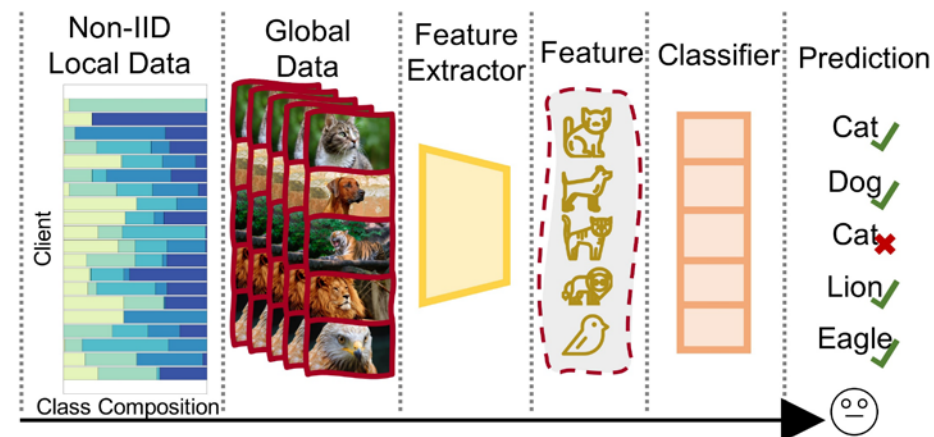 Non-IID
Local Data
Global
Data
Feature
Extractor
Feature
Classifier
Prediction
Client
Class Composition
Cat
Dog
Cat
Lion
Eagle